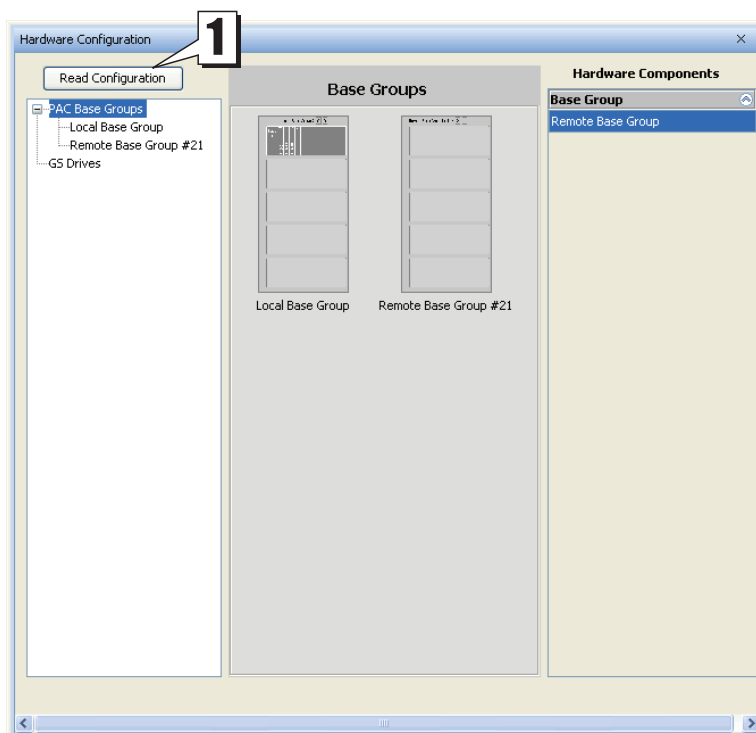 Hardware Configuration
1
Read Configuration
PAC Base Groups
Local Base Group
Remote Base Group #21
GS Drives
Base Groups
Local Base Group
Remote Base Group #21
Hardware Components
Base Group
Remote Base Group